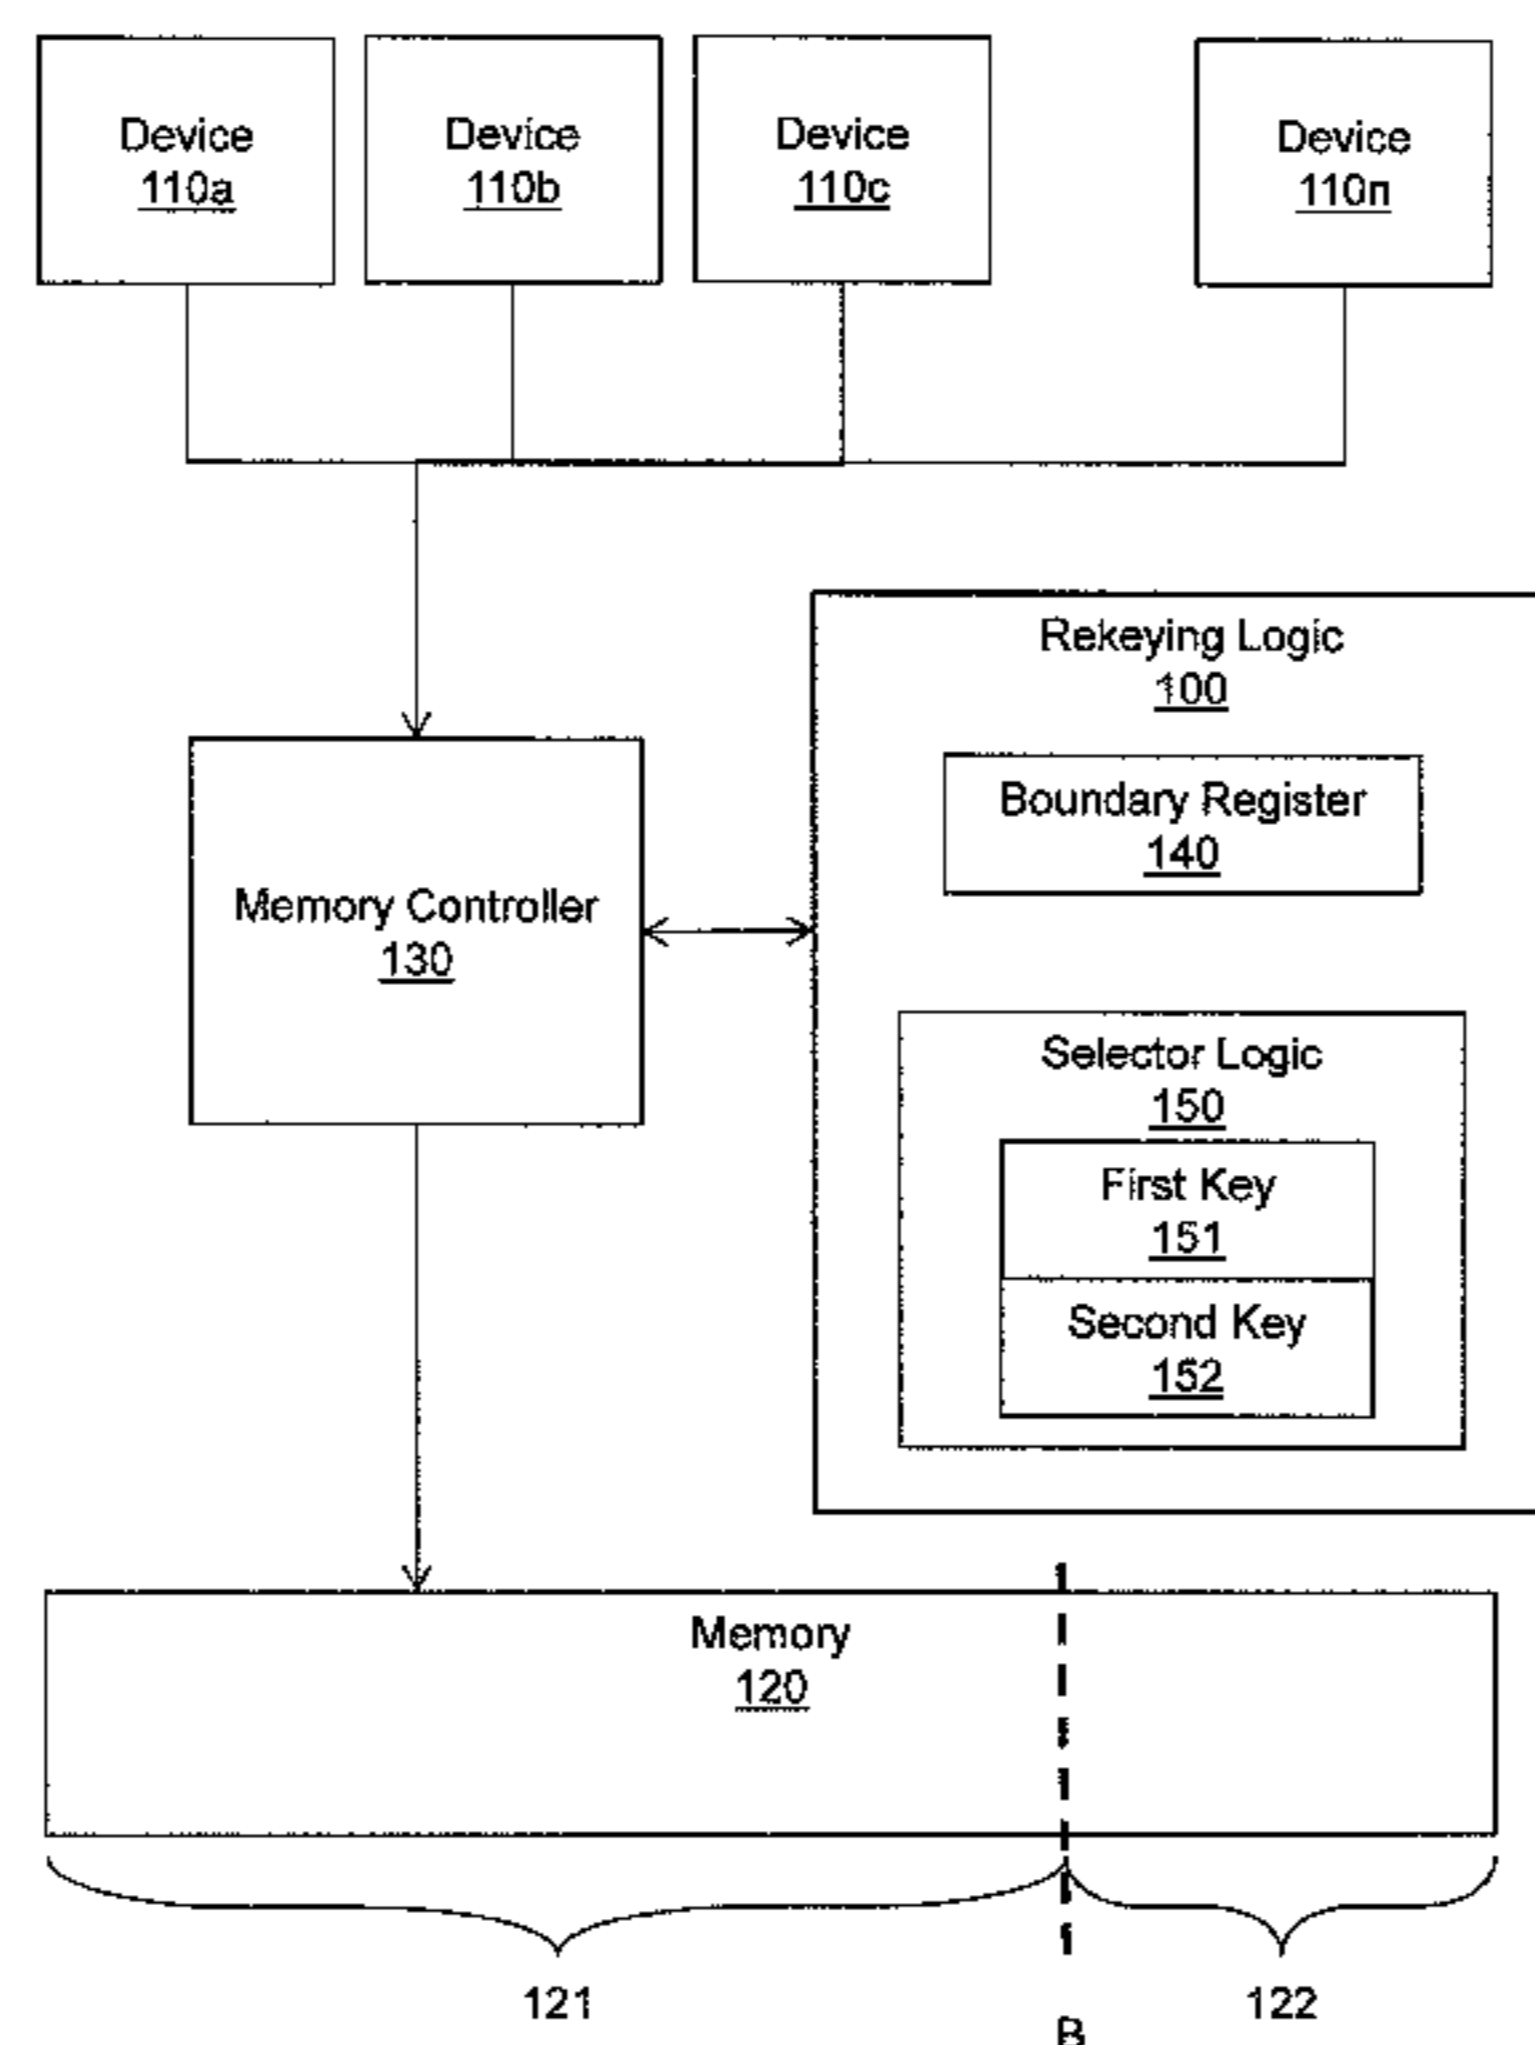 Device
110a
Device
110b
Device
110c
Device
110n
Rekeying Logic
100
Boundary Register
140
Memory Controller
130
Selector Logic
150
First Key
151
Second Key
152
Memory
120
121
B
122